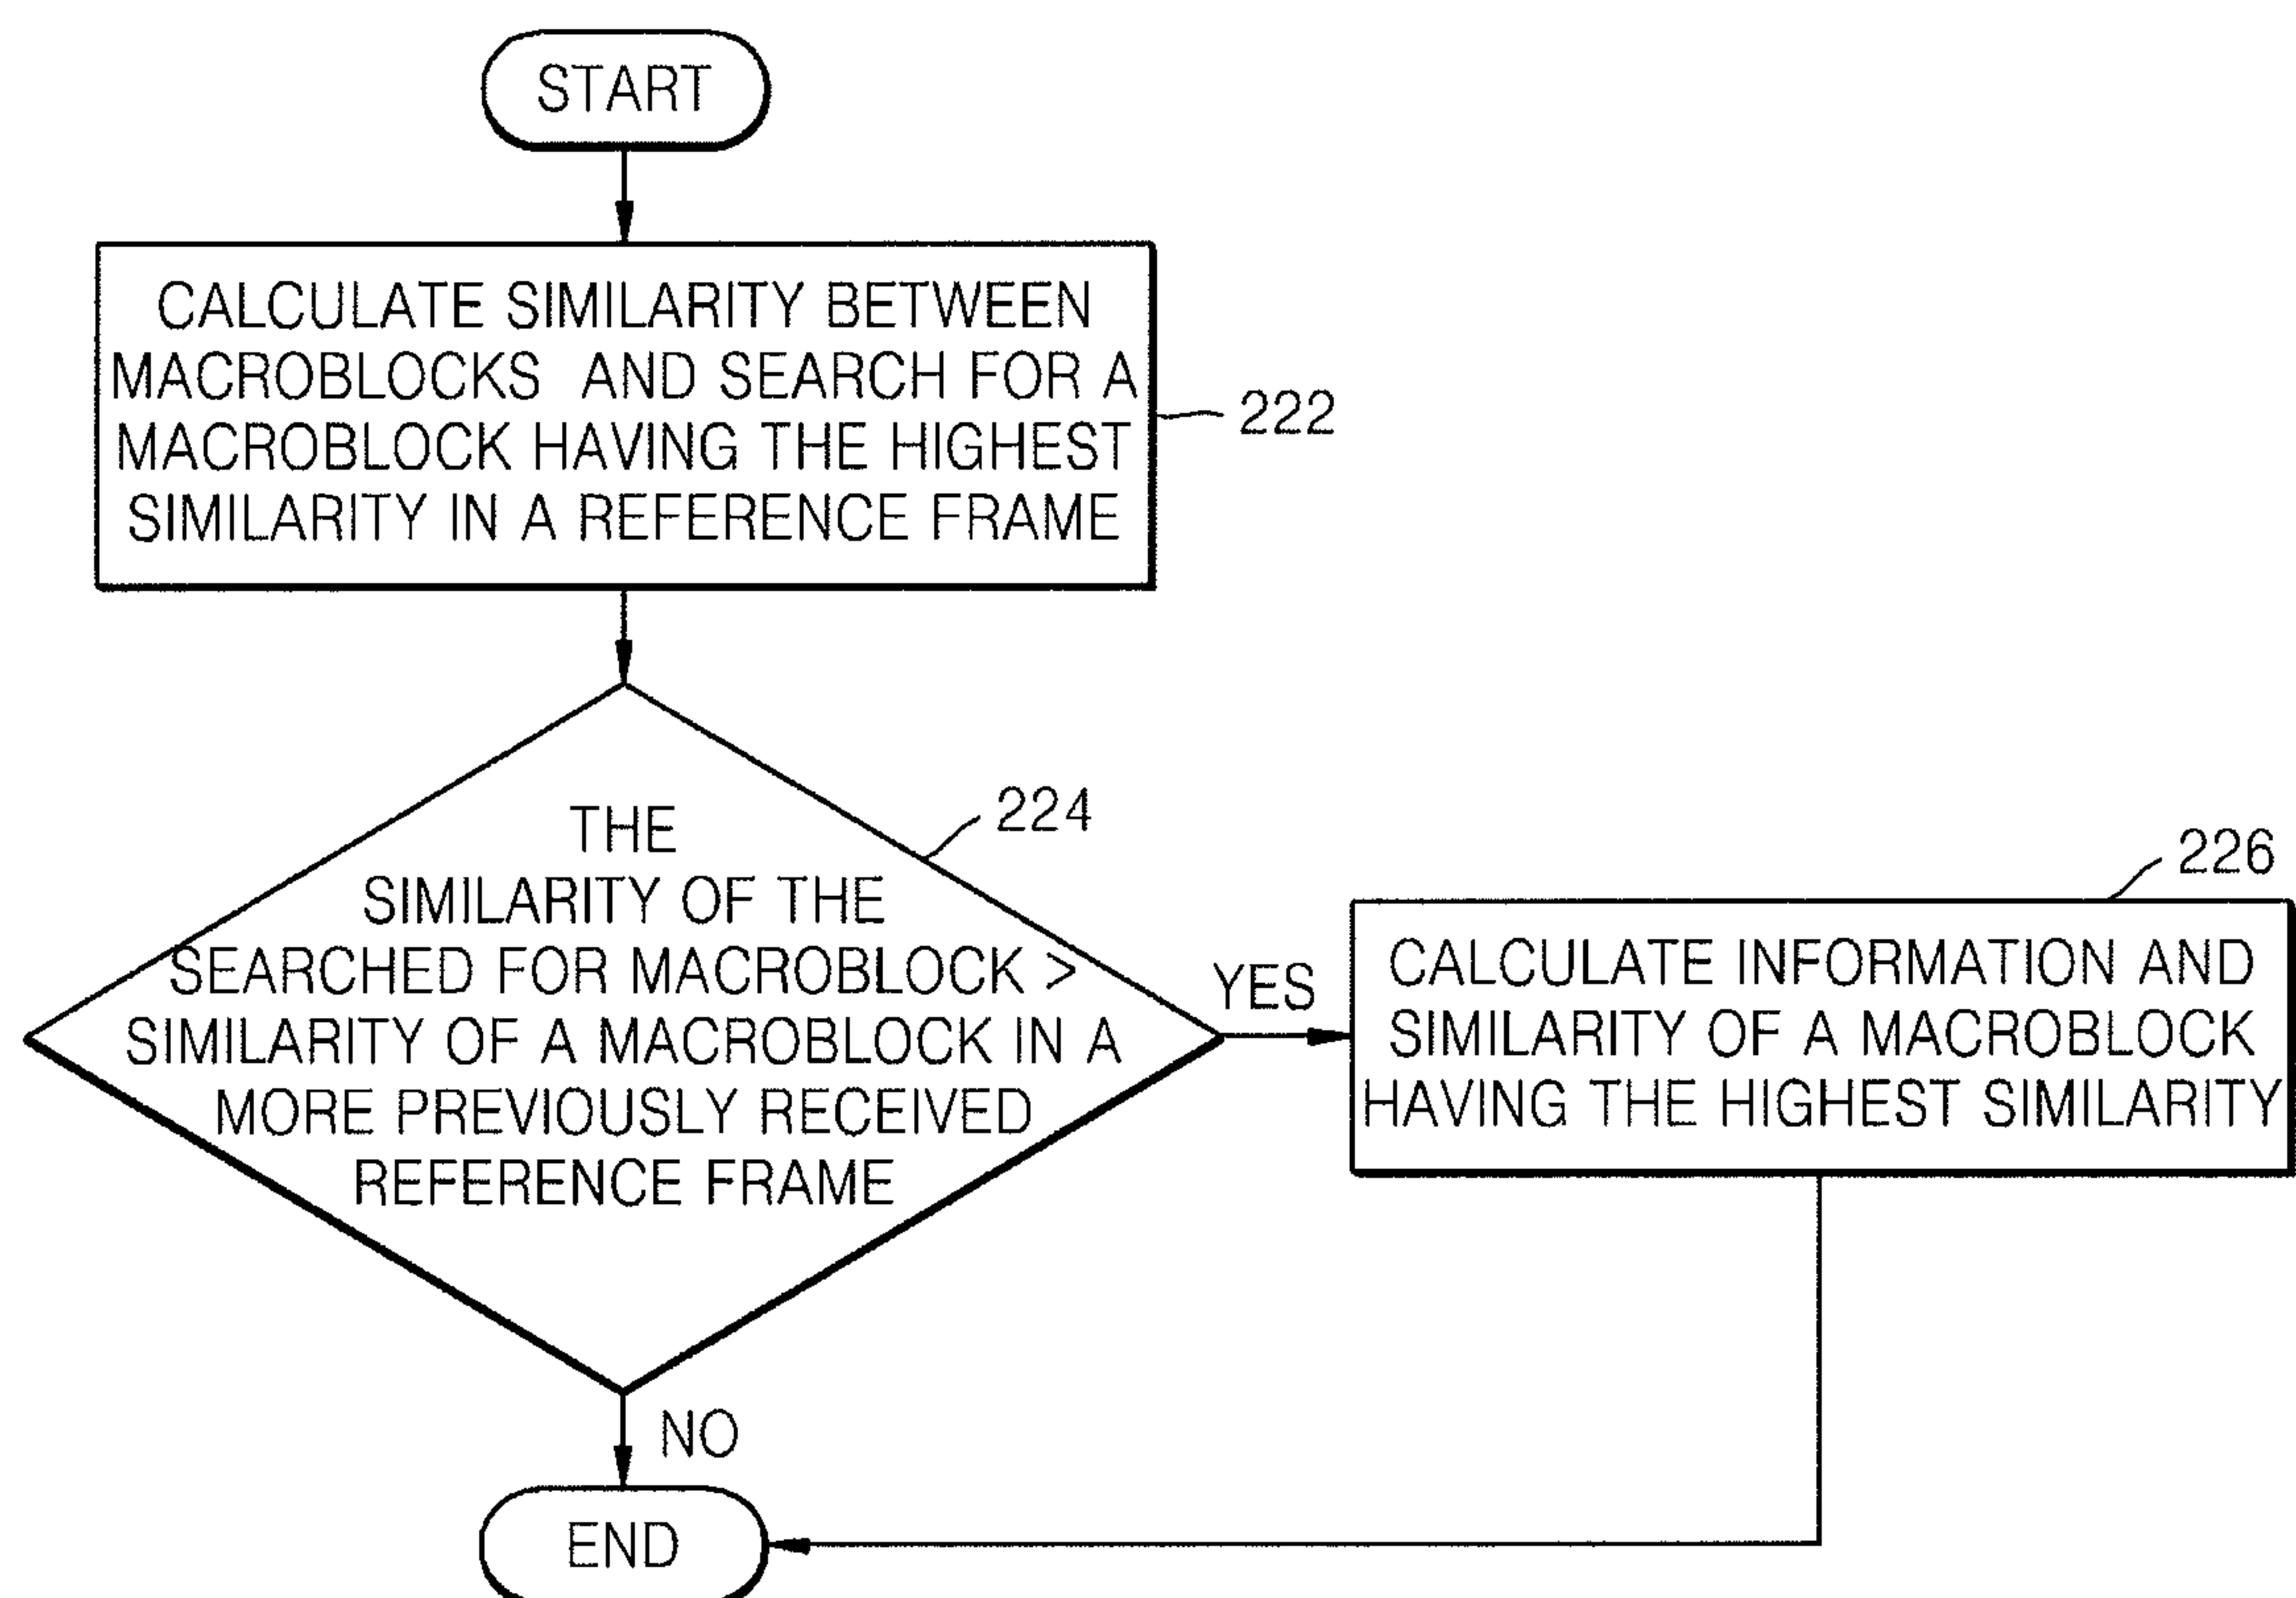 START
CALCULATE SIMILARITY BETWEEN
MACROBLOCKS AND SEARCH FOR A
MACROBLOCK HAVING THE HIGHEST
SIMILARITY IN A REFERENCE FRAME
222
THE
SIMILARITY OF THE
SEARCHED FOR MACROBLOCK >
SIMILARITY OF A MACROBLOCK IN A
MORE PREVIOUSLY RECEIVED
REFERENCE FRAME
224
YES
226
CALCULATE INFORMATION AND
SIMILARITY OF A MACROBLOCK
HAVING THE HIGHEST SIMILARITY
NO
END